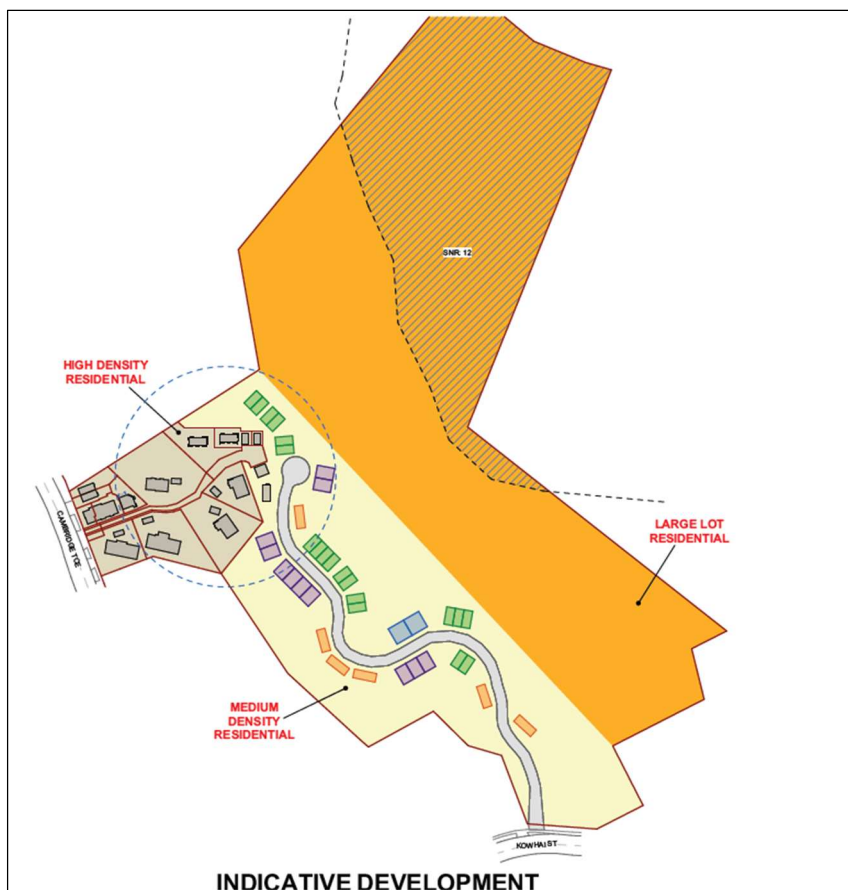 SNR. 12
HIGH DENSITY
RESIDENTIAL
CAMBRIDGE TCE
LARGE LOT
RESIDENTIAL
MEDIUM
DENSITY
RESIDENTIAL
KOWHAI ST
INDICATIVE DEVELOPMENT